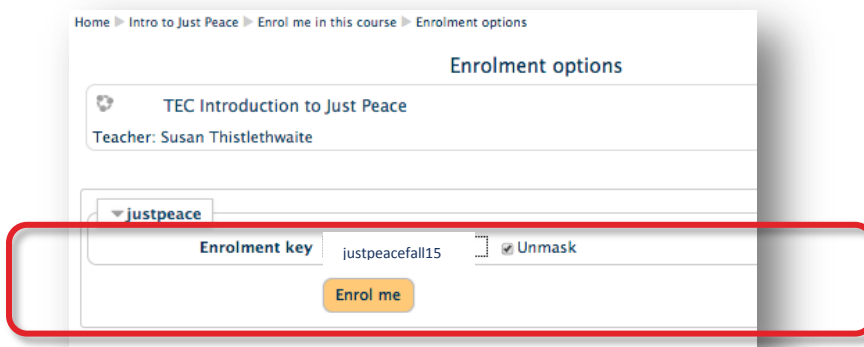 Home ▶ Intro to Just Peace ▶ Enrol me in this course ▶ Enrolment options
Enrolment options
TEC Introduction to Just Peace
Teacher: Susan Thistlethwaite
justpeace
Enrolment key justpeacefall15 Unmask
Enrol me